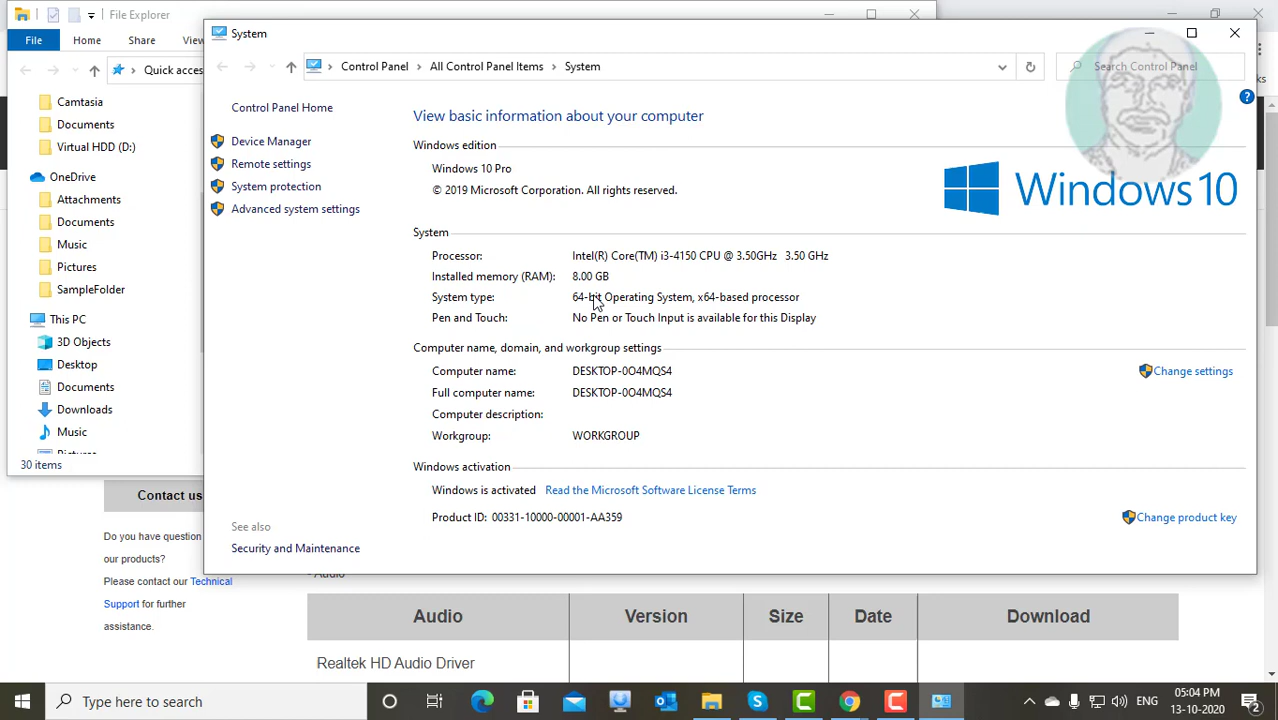 File Explorer
File Home Share View
Quick acces
Camtasia
Documents
Virtual HDD (D:)
OneDrive
Attachments
Documents
Music
Pictures
SampleFolder
This PC
3D Objects
Desktop
Documents
Downloads
Music
30 items
System
Control Panel > All Control Panel Items > System
Search Control Panel
Control Panel Home
Device Manager
Remote settings
System protection
Advanced system settings
See also
Security and Maintenance
View basic information about your computer
Windows edition
Windows 10 Pro
© 2019 Microsoft Corporation. All rights reserved.
Windows 10
System
Processor: Intel(R) Core(TM) i3-4150 CPU @ 3.50GHz 3.50 GHz
Installed memory (RAM): 8.00 GB
System type: 64-bit Operating System, x64-based processor
Pen and Touch: No Pen or Touch Input is available for this Display
Computer name, domain, and workgroup settings
Computer name: DESKTOP-0O4MQS4
Change settings
Full computer name: DESKTOP-0O4MQS4
Computer description:
Workgroup: WORKGROUP
Windows activation
Windows is activated Read the Microsoft Software License Terms
Product ID: 00331-10000-00001-AA359
Change product key
Contact us
Do you have question
our products?
Please contact our Technical
Support for further
assistance.
Audio
Audio Version Size Date Download
Realtek HD Audio Driver
Type here to search
ENG
05:04 PM
13-10-2020
2